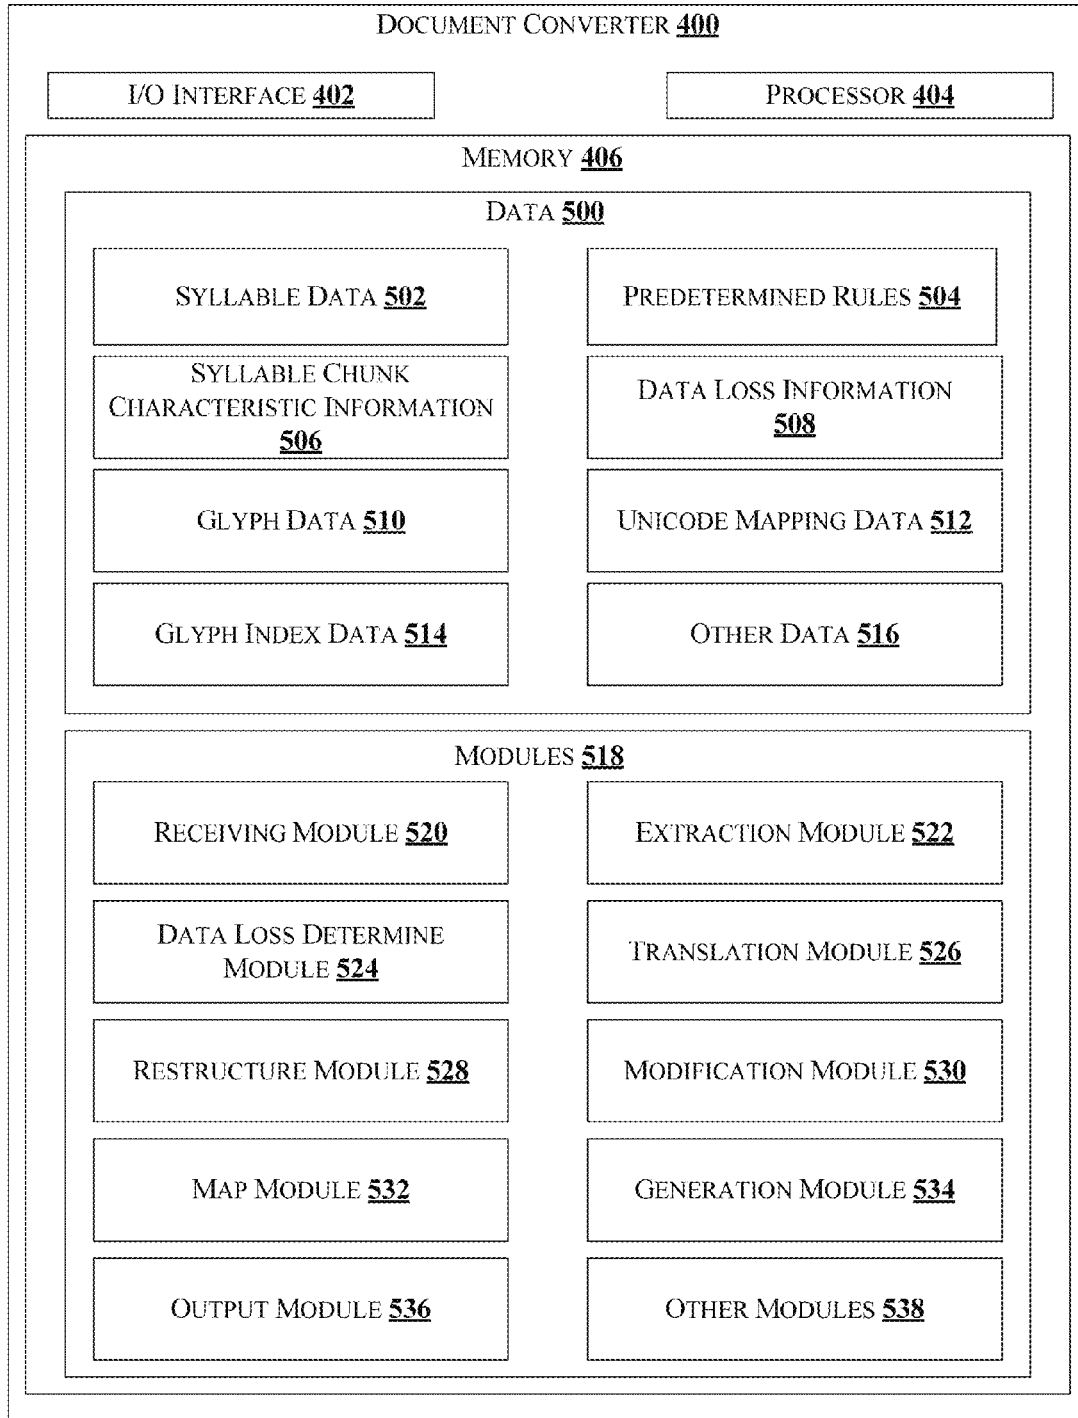 DOCUMENT CONVERTER 400
I/O INTERFACE 402
PROCESSOR 404
MEMORY 406
DATA 500
SYLLABLE DATA 502
PREDETERMINED RULES 504
SYLLABLE CHUNK
CHARACTERISTIC INFORMATION
506
DATA LOSS INFORMATION
508
GLYPH DATA 510
UNICODE MAPPING DATA 512
GLYPH INDEX DATA 514
OTHER DATA 516
MODULES 518
RECEIVING MODULE 520
EXTRACTION MODULE 522
DATA LOSS DETERMINE
MODULE 524
TRANSLATION MODULE 526
RESTRUCTURE MODULE 528
MODIFICATION MODULE 530
MAP MODULE 532
GENERATION MODULE 534
OUTPUT MODULE 536
OTHER MODULES 538